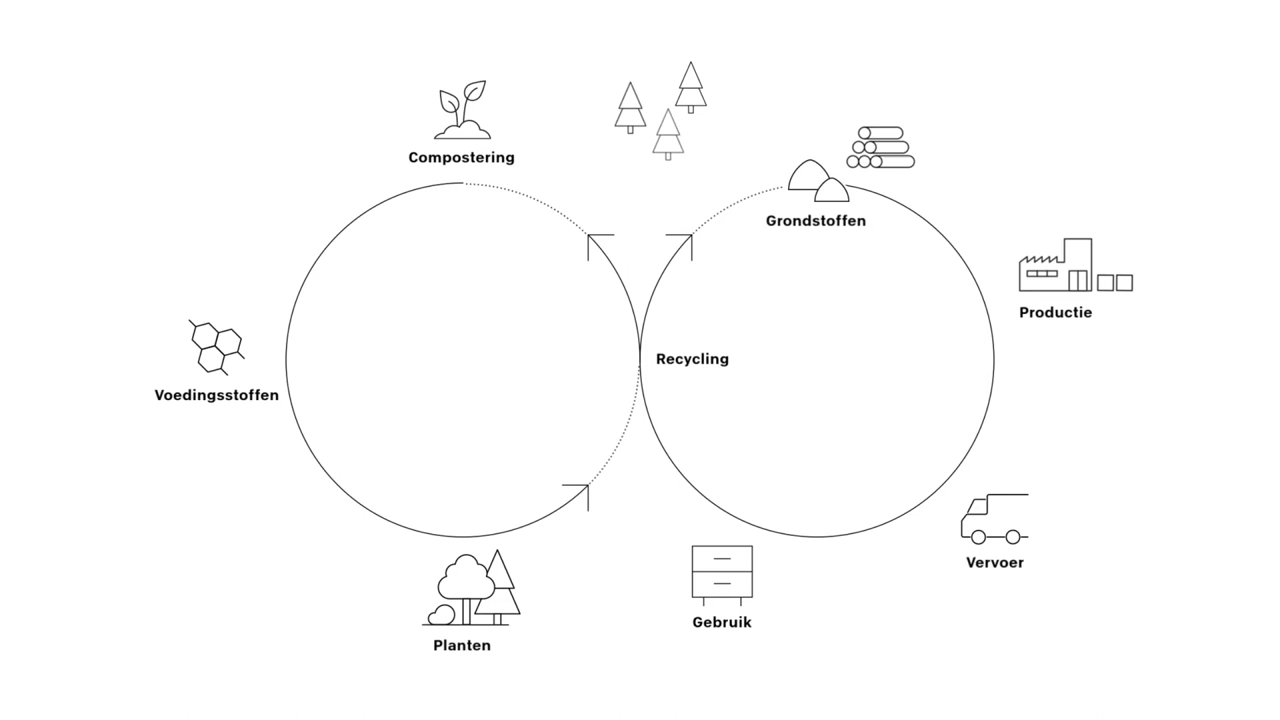 Compostering
Grondstoffen
Productie
Recycling
Voedingsstoffen
Vervoer
Gebruik
Planten